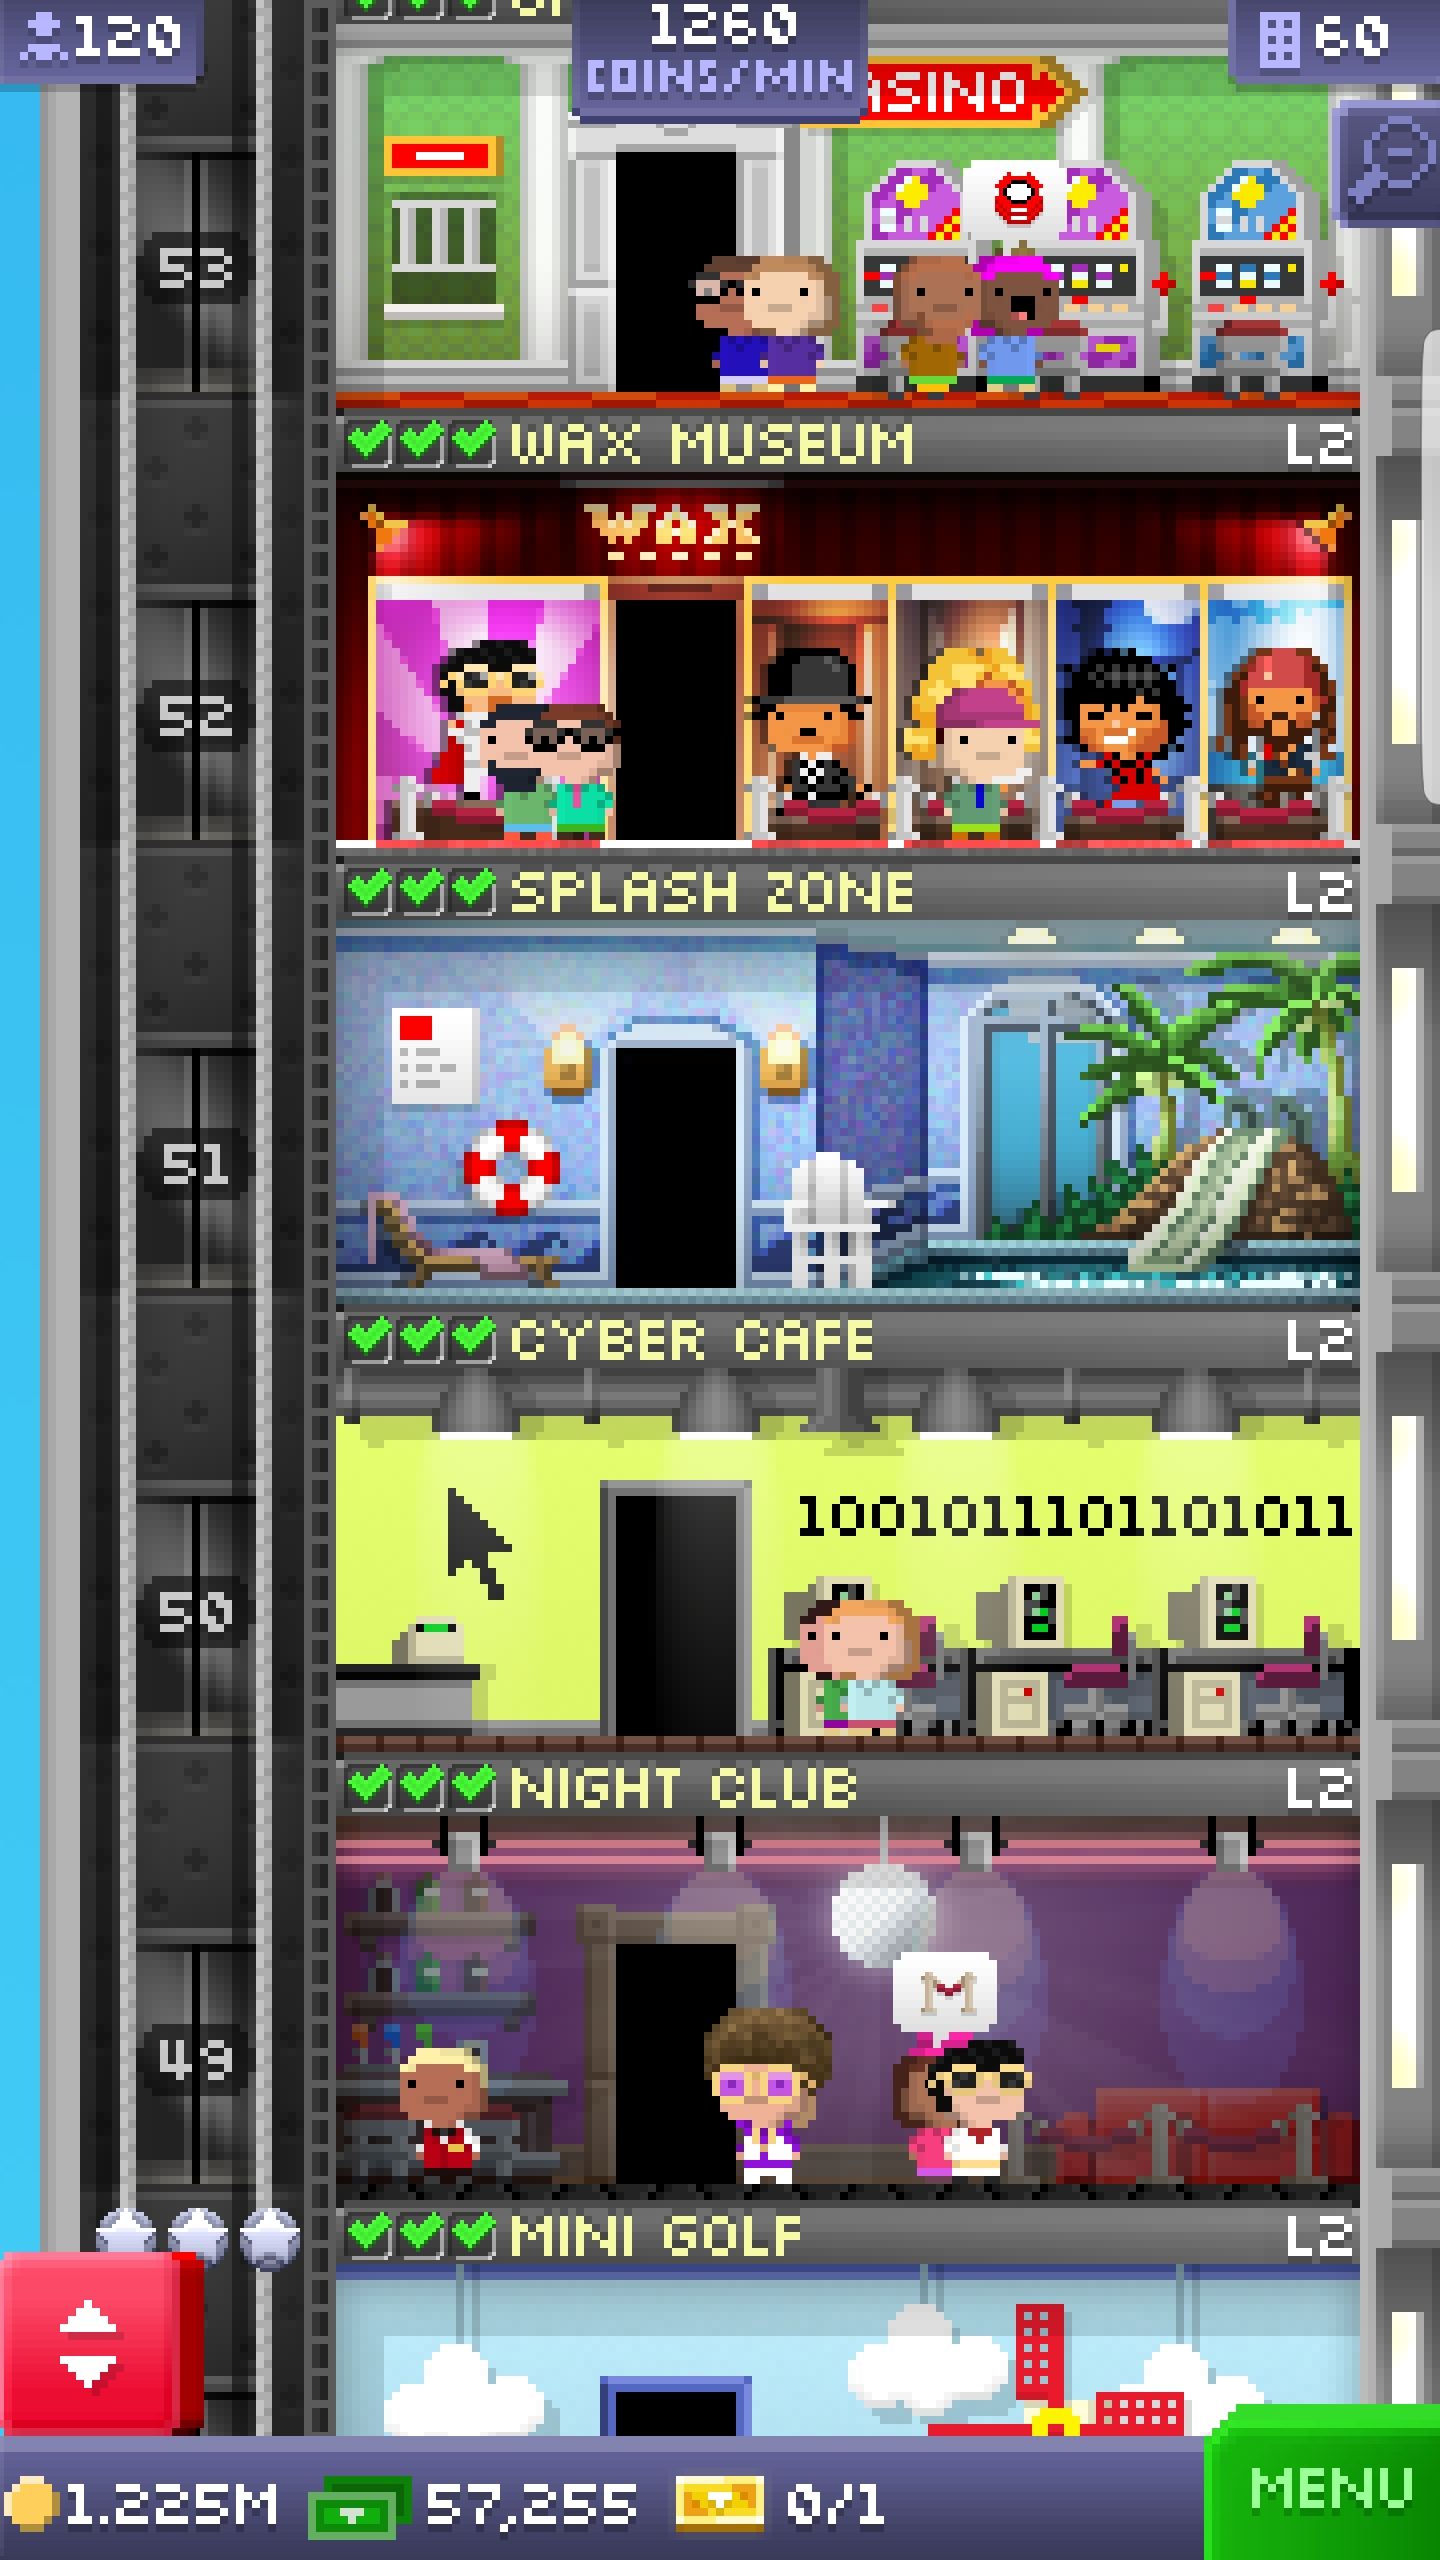 120
1260
COINS/MIN
60
ASINO
53
WAX MUSEUM L2
WAX
52
SPLASH ZONE L2
51
CYBER CAFE L2
1001011101101011
50
NIGHT CLUB L2
M
49
MINI GOLF L2
1.225M 57,255 0/1 MENU